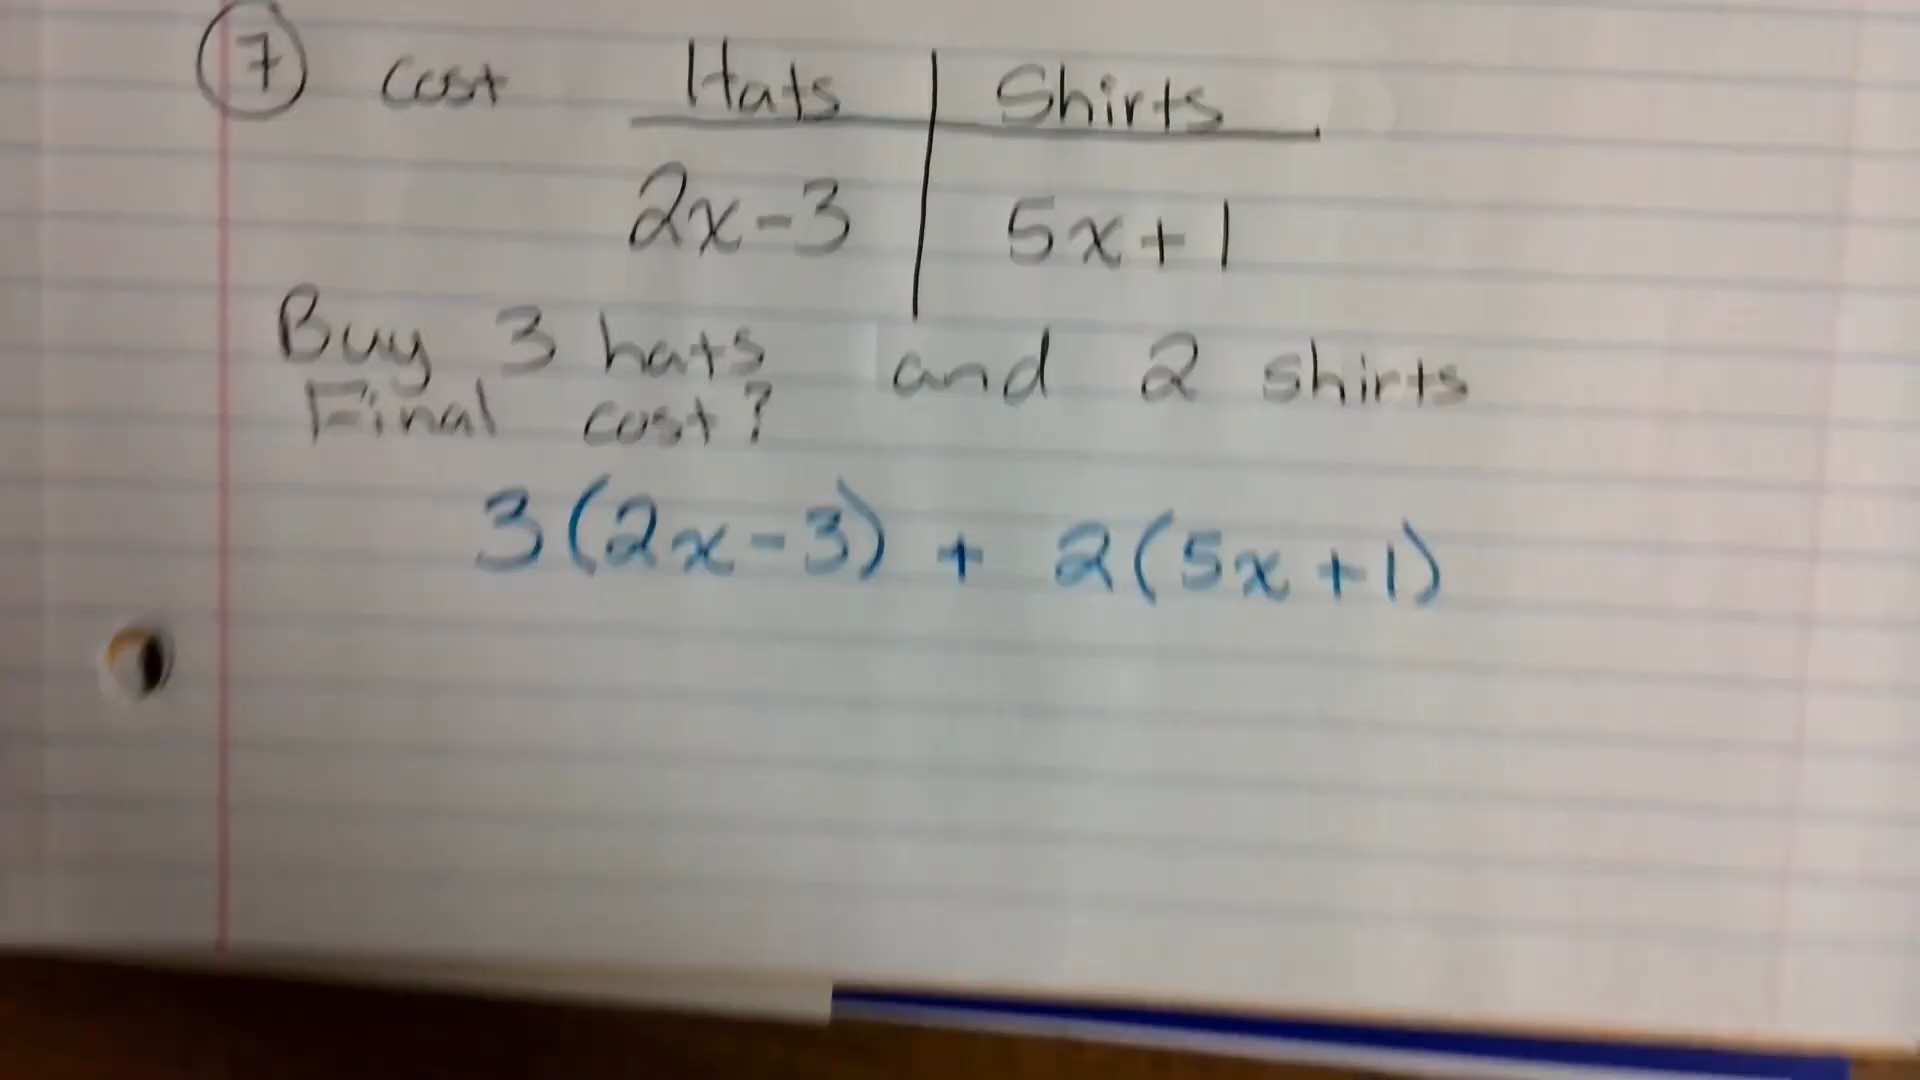 7 Cost Hats Shirts
2x-3 5x+1
Buy 3 hats and 2 shirts
Final cost?
3(2x-3) + 2(5x+1)